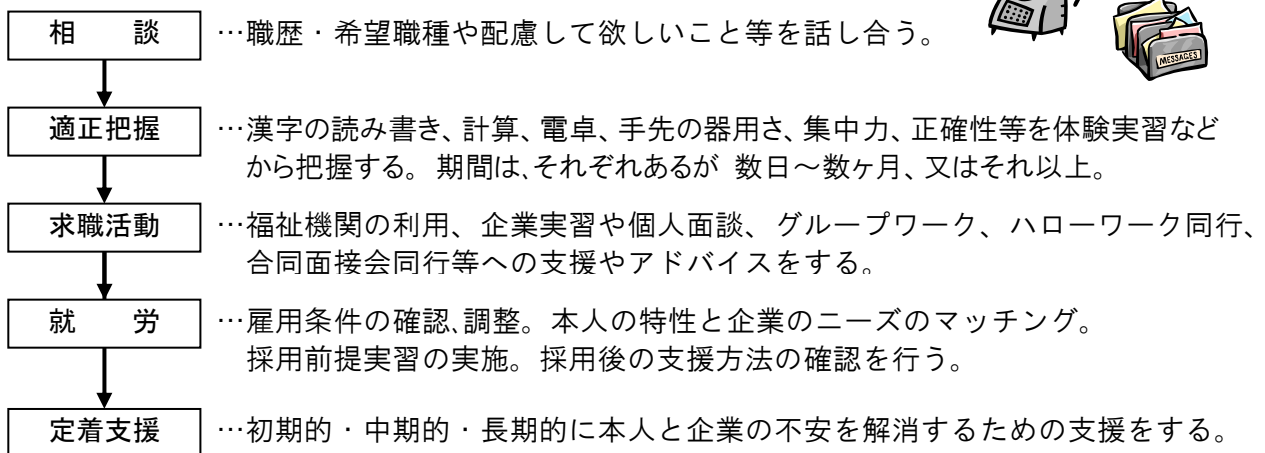 相　　談　…職歴・希望職種や配慮して欲しいこと等を話し合う。
MESSAGES
適正把握　…漢字の読み書き、計算、電卓、手先の器用さ、集中力、正確性等を体験実習など
から把握する。期間は、それぞれあるが 数日～数ヶ月、又はそれ以上。
求職活動　…福祉機関の利用、企業実習や個人面談、グループワーク、ハローワーク同行、
合同面接会同行等への支援やアドバイスをする。
就　　労　…雇用条件の確認、調整。本人の特性と企業のニーズのマッチング。
採用前提実習の実施。採用後の支援方法の確認を行う。
定着支援　…初期的・中期的・長期的に本人と企業の不安を解消するための支援をする。